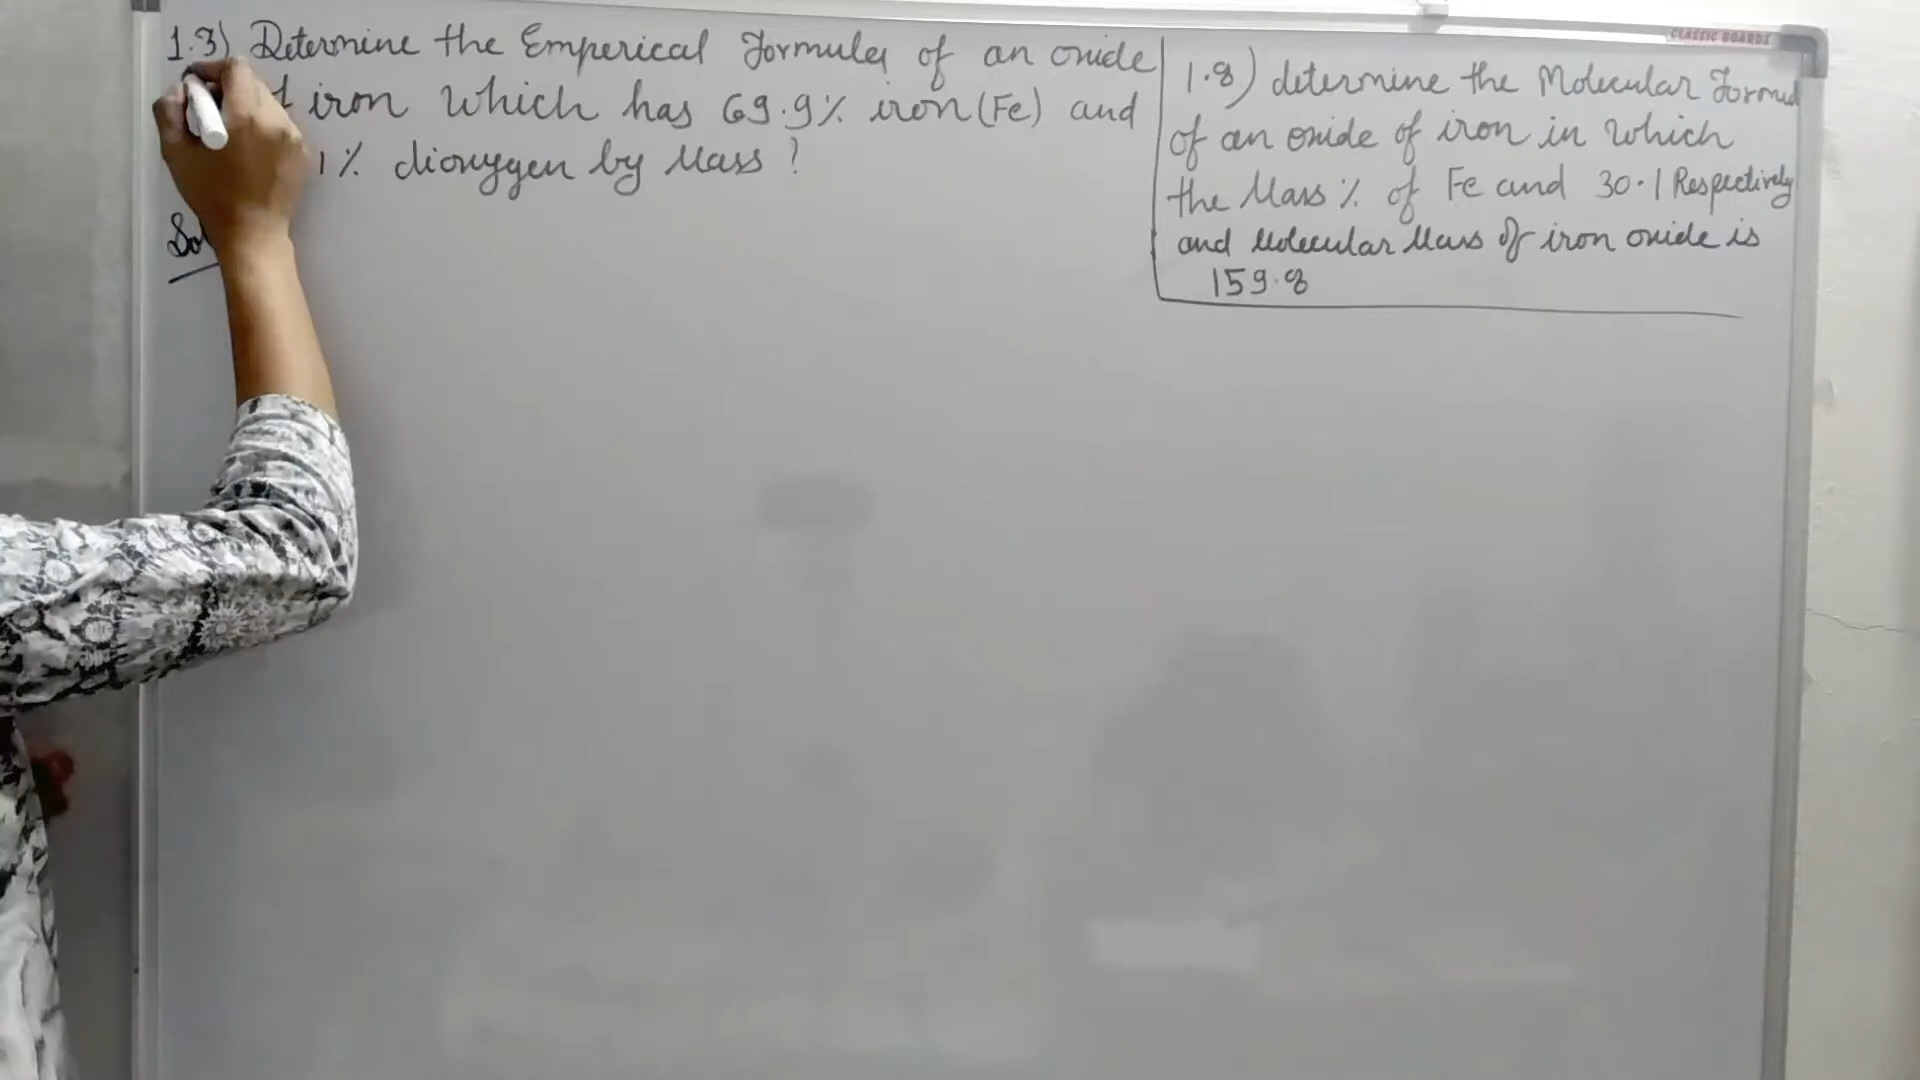 1.3) Determine the Emperical Formula of an oxide
iron which has 69.9% iron (Fe) and
1% dioxygen by Mass ?
Sol
1.8) determine the Molecular Formul
of an oxide of iron in which
the Mass % of Fe and 30.1 Respectively
and Molecular Mass of iron oxide is
159.8
CLASSIC BOARDS